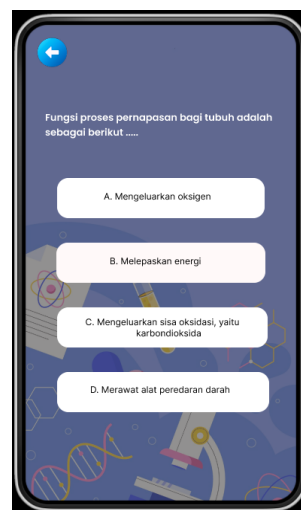 Fungsi proses pernapasan bagi tubuh adalah
sebagai berikut .....
A. Mengeluarkan oksigen
B. Melepaskan energi
C. Mengeluarkan sisa oksidasi, yaitu
karbondioksida
D. Merawat alat peredaran darah